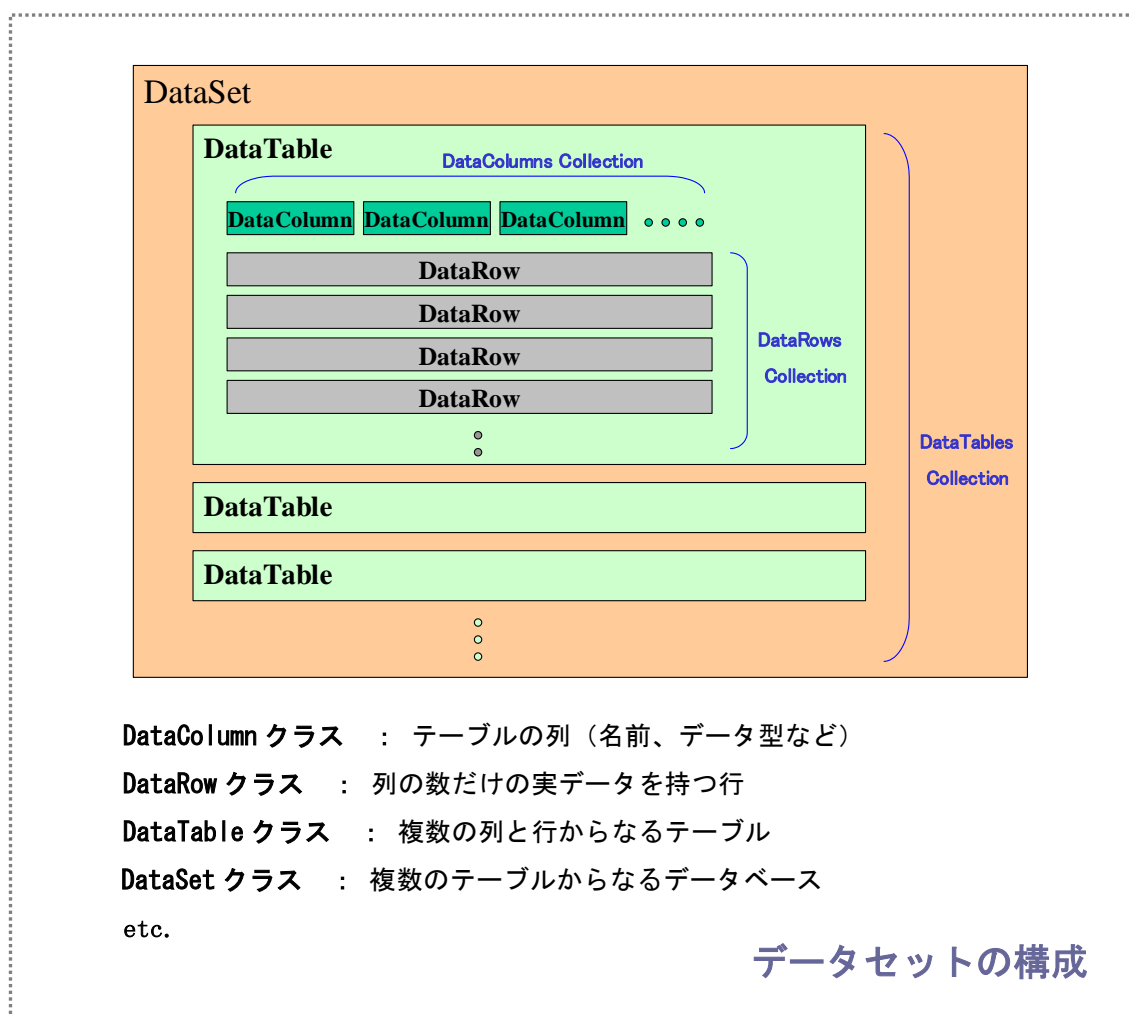 DataSet
DataTable
DataColumns Collection
DataColumn DataColumn DataColumn
DataRow
DataRow
DataRow
DataRow
DataRows
Collection
DataTables
Collection
DataTable
DataTable
DataColumn クラス ： テーブルの列（名前、データ型など）
DataRow クラス ： 列の数だけの実データを持つ行
DataTable クラス ： 複数の列と行からなるテーブル
DataSet クラス ： 複数のテーブルからなるデータベース
etc.
データセットの構成